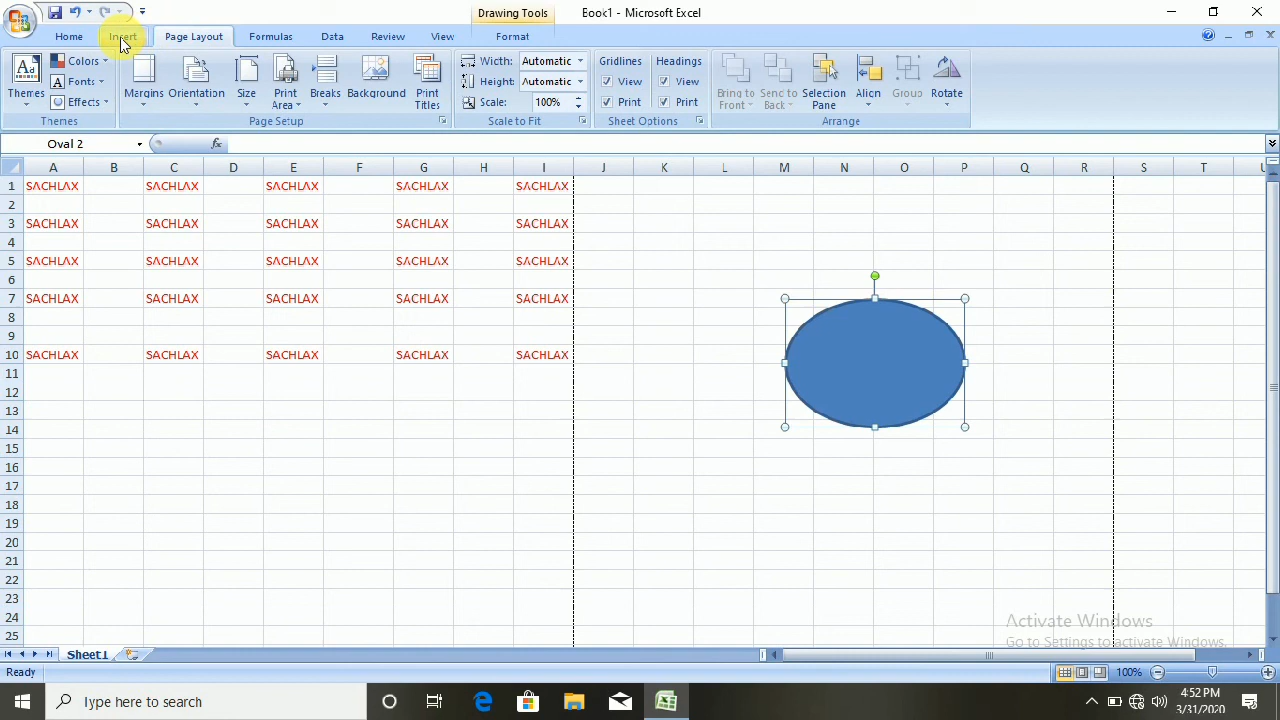 Drawing Tools
Book1 - Microsoft Excel
Home Insert Page Layout Formulas Data Review View Format
Themes
Colors
Fonts
Effects
Themes
Margins
Orientation
Size
Print Area
Breaks
Background
Print Titles
Page Setup
Width: Automatic
Height: Automatic
Scale: 100%
Scale to Fit
Gridlines Headings
View View
Print Print
Sheet Options
Bring to Front
Send to Back
Selection Pane
Align
Group
Rotate
Arrange
Oval 2
fx
A B C D E F G H I J K L M N O P Q R S T U
1 SACHLAX SACHLAX SACHLAX SACHLAX SACHLAX
2
3 SACHLAX SACHLAX SACHLAX SACHLAX SACHLAX
4
5 SACHLAX SACHLAX SACHLAX SACHLAX SACHLAX
6
7 SACHLAX SACHLAX SACHLAX SACHLAX SACHLAX
8
9
10 SACHLAX SACHLAX SACHLAX SACHLAX SACHLAX
11
12
13
14
15
16
17
18
19
20
21
22
23
24
25
Activate Windows
Go to Settings to activate Windows.
Sheet1
Ready
100%
Type here to search
4:52 PM
3/31/2020